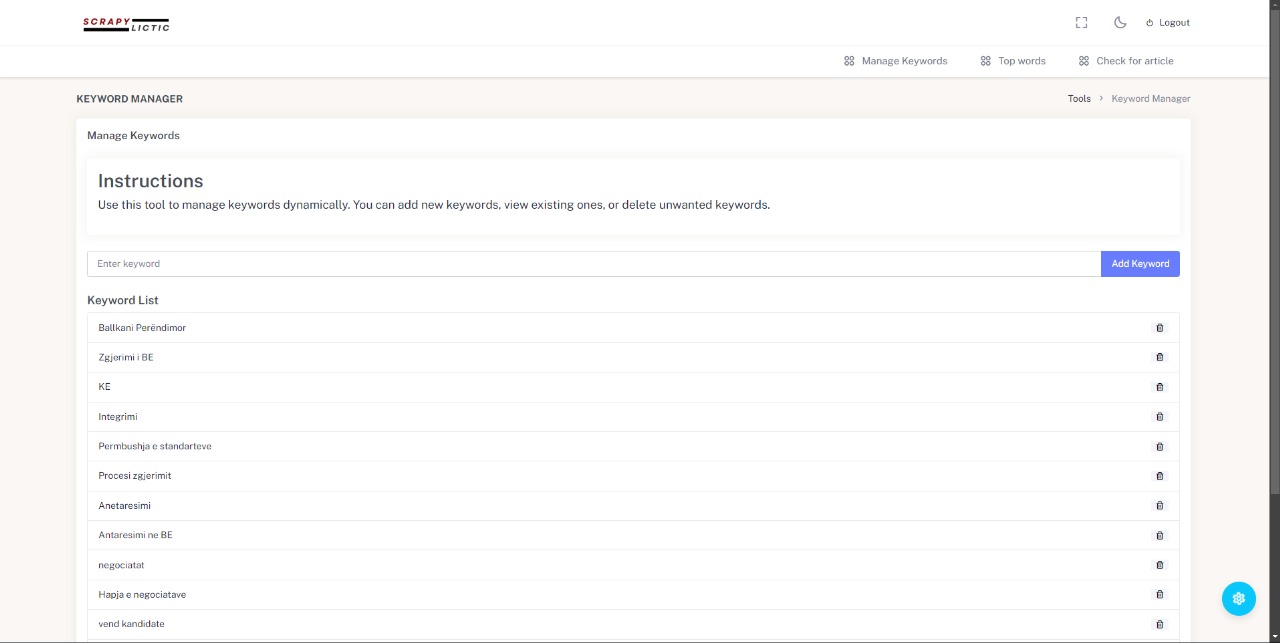 SCRAPY
LICTIC
Logout
Manage Keywords
Top words
Check for article
KEYWORD MANAGER
Tools > Keyword Manager
Manage Keywords
Instructions
Use this tool to manage keywords dynamically. You can add new keywords, view existing ones, or delete unwanted keywords.
Enter keyword
Add Keyword
Keyword List
Ballkani Perëndimor
Zgjerimi i BE
KE
Integrimi
Permbushja e standarteve
Procesi zgjerimit
Anetaresimi
Antaresimi ne BE
negociatat
Hapja e negociatave
vend kandidate